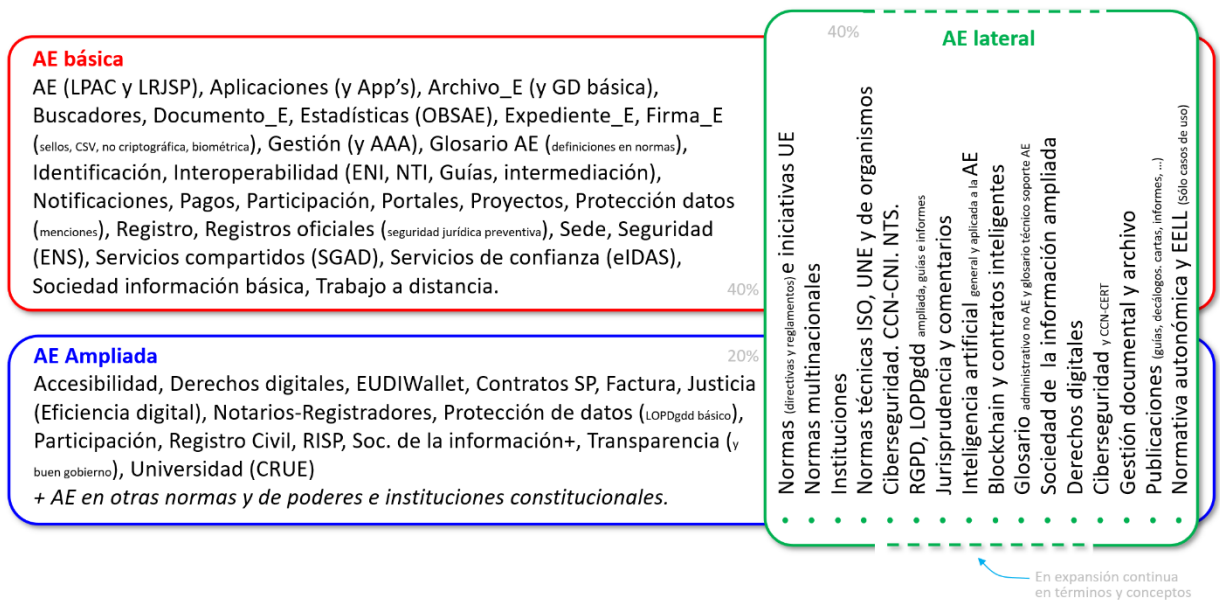 AE básica
AE (LPAC y LRJSP), Aplicaciones (y App's), Archivo_E (y GD básica),
Buscadores, Documento_E, Estadísticas (OBSAE), Expediente_E, Firma_E
(sellos, CSV, no criptográfica, biométrica), Gestión (y AAA), Glosario AE (definiciones en normas),
Identificación, Interoperabilidad (ENI, NTI, Guías, intermediación),
Notificaciones, Pagos, Participación, Portales, Proyectos, Protección datos
(menciones), Registro, Registros oficiales (seguridad jurídica preventiva), Sede, Seguridad
(ENS), Servicios compartidos (SGAD), Servicios de confianza (eIDAS),
Sociedad información básica, Trabajo a distancia.
40%
AE Ampliada
20%
Accesibilidad, Derechos digitales, EUDIWallet, Contratos SP, Factura, Justicia
(Eficiencia digital), Notarios-Registradores, Protección de datos (LOPDgdd básico),
Participación, Registro Civil, RISP, Soc. de la información+, Transparencia (y
buen gobierno), Universidad (CRUE)
+ AE en otras normas y de poderes e instituciones constitucionales.
40%
AE lateral
Normas (directivas y reglamentos) e iniciativas UE
Normas multinacionales
Instituciones
Normas técnicas ISO, UNE y de organismos
Ciberseguridad. CCN-CNI. NTS.
RGPD, LOPDgdd ampliada, guías e informes
Jurisprudencia y comentarios
Inteligencia artificial general y aplicada a la AE
Blockchain y contratos inteligentes
Glosario administrativo no AE y glosario técnico soporte AE
Sociedad de la información ampliada
Derechos digitales
Ciberseguridad y CCN-CERT
Gestión documental y archivo
Publicaciones (guías, decálogos, cartas, informes, ...)
Normativa autonómica y EELL (Sólo casos de uso)
En expansión continua
en términos y conceptos